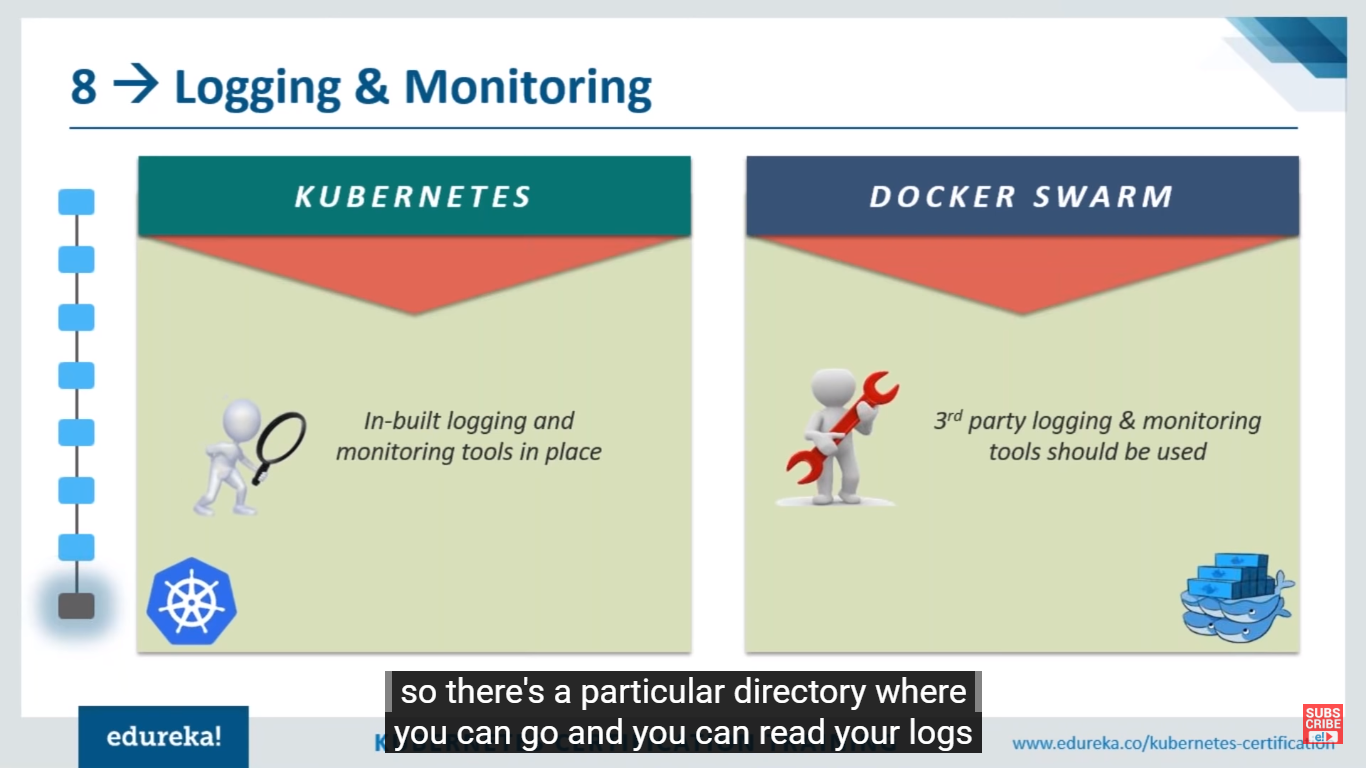 8 → Logging & Monitoring
KUBERNETES
DOCKER SWARM
In-built logging and
monitoring tools in place
3rd party logging & monitoring
tools should be used
so there's a particular directory where
you can go and you can read your logs
edureka!
www.edureka.co/kubernetes-certification
SUBS
CRIBE
e!